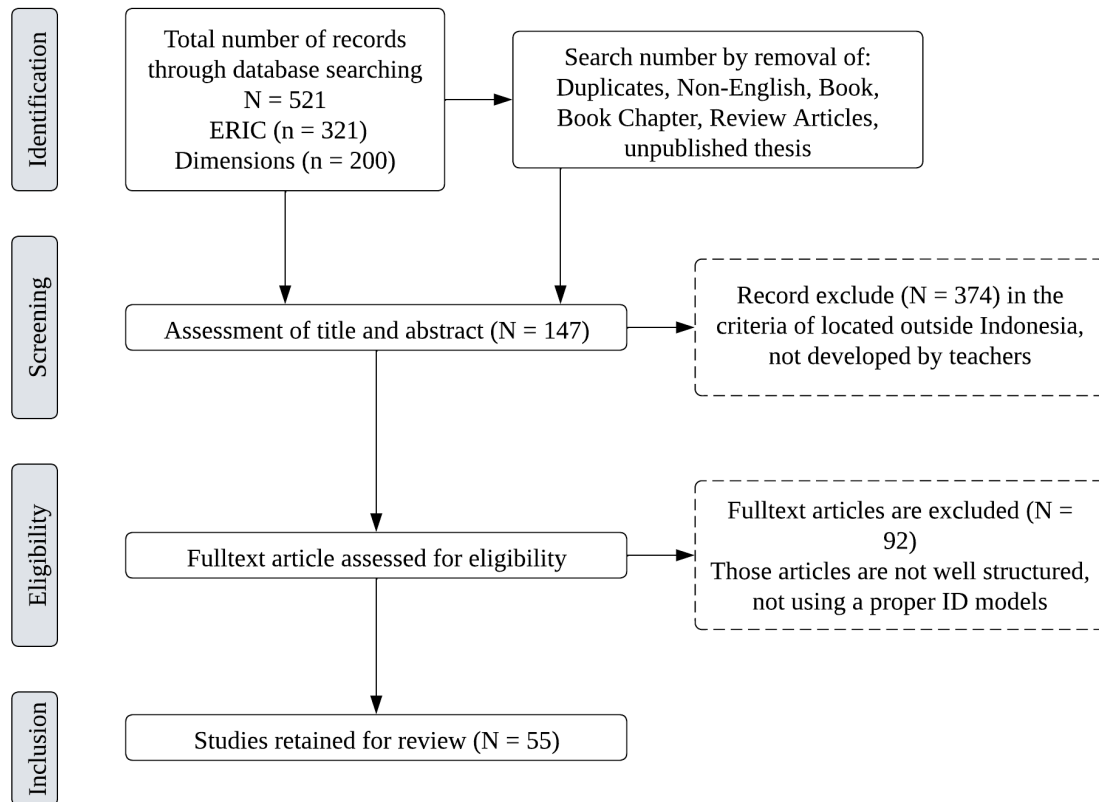 Identification
Total number of records
through database searching
N = 521
ERIC (n = 321)
Dimensions (n = 200)
Search number by removal of:
Duplicates, Non-English, Book,
Book Chapter, Review Articles,
unpublished thesis
Screening
Assessment of title and abstract (N = 147)
Record exclude (N = 374) in the
criteria of located outside Indonesia,
not developed by teachers
Eligibility
Fulltext article assessed for eligibility
Fulltext articles are excluded (N =
92)
Those articles are not well structured,
not using a proper ID models
Inclusion
Studies retained for review (N = 55)